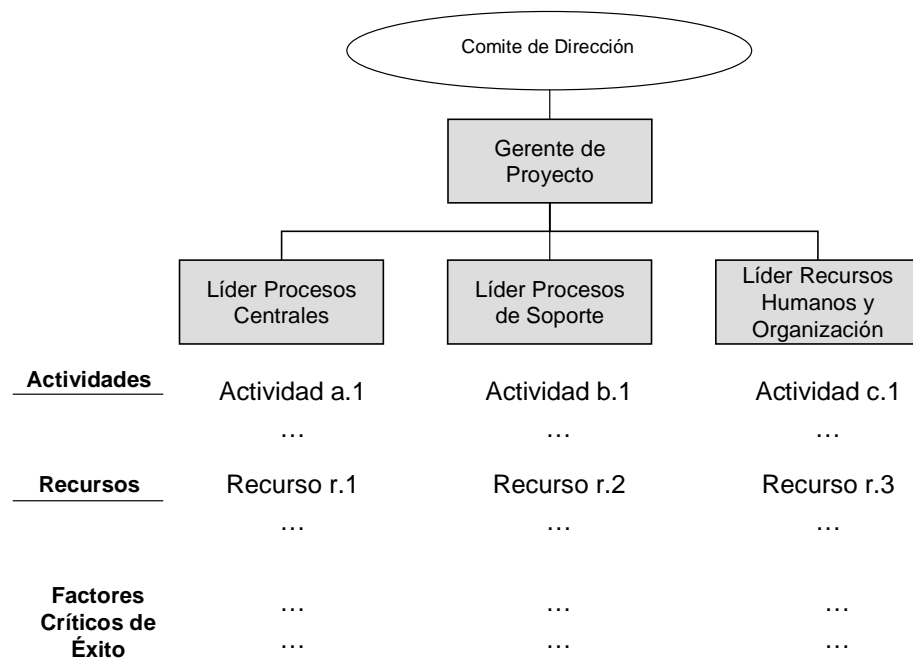 Comite de Dirección
Gerente de
Proyecto
Líder Procesos
Centrales
Líder Procesos
de Soporte
Líder Recursos
Humanos y
Organización
Actividades
Actividad a.1
Actividad b.1
Actividad c.1
…
…
…
Recursos
Recurso r.1
Recurso r.2
Recurso r.3
…
…
…
Factores
Críticos de
Éxito
…
…
…
…
…
…